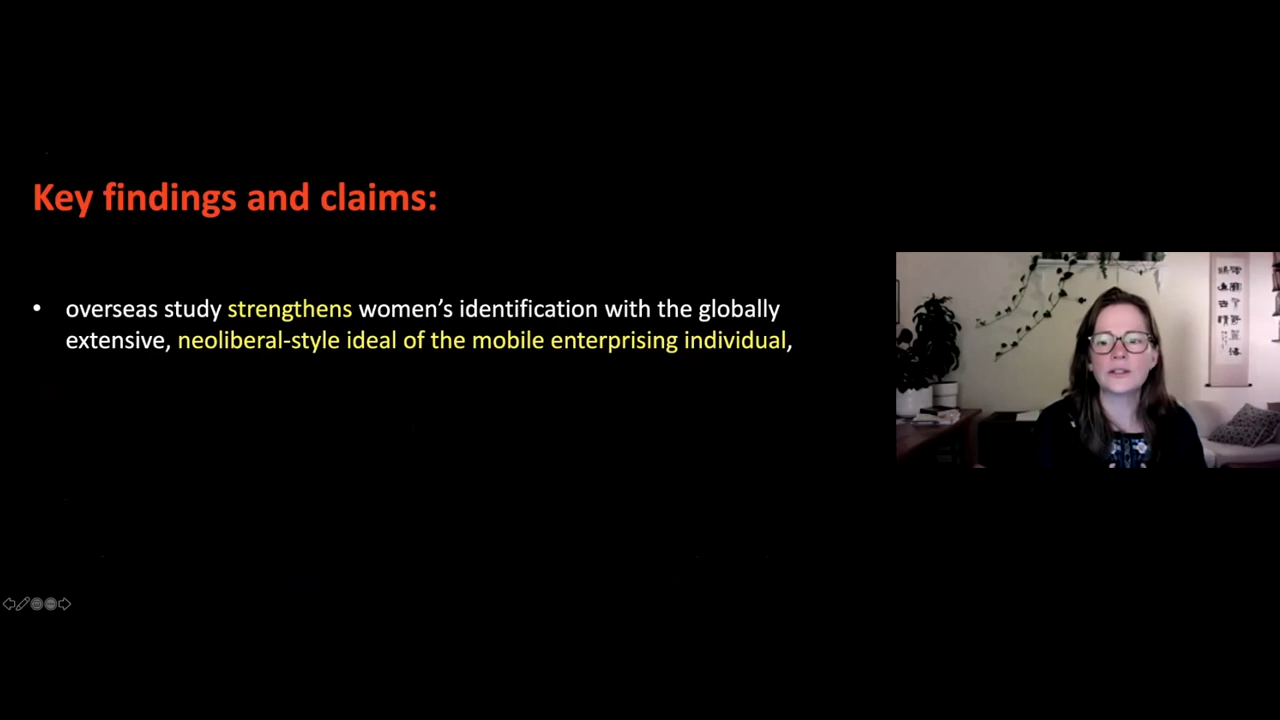 Key findings and claims:
• overseas study strengthens women’s identification with the globally
extensive, neoliberal-style ideal of the mobile enterprising individual,